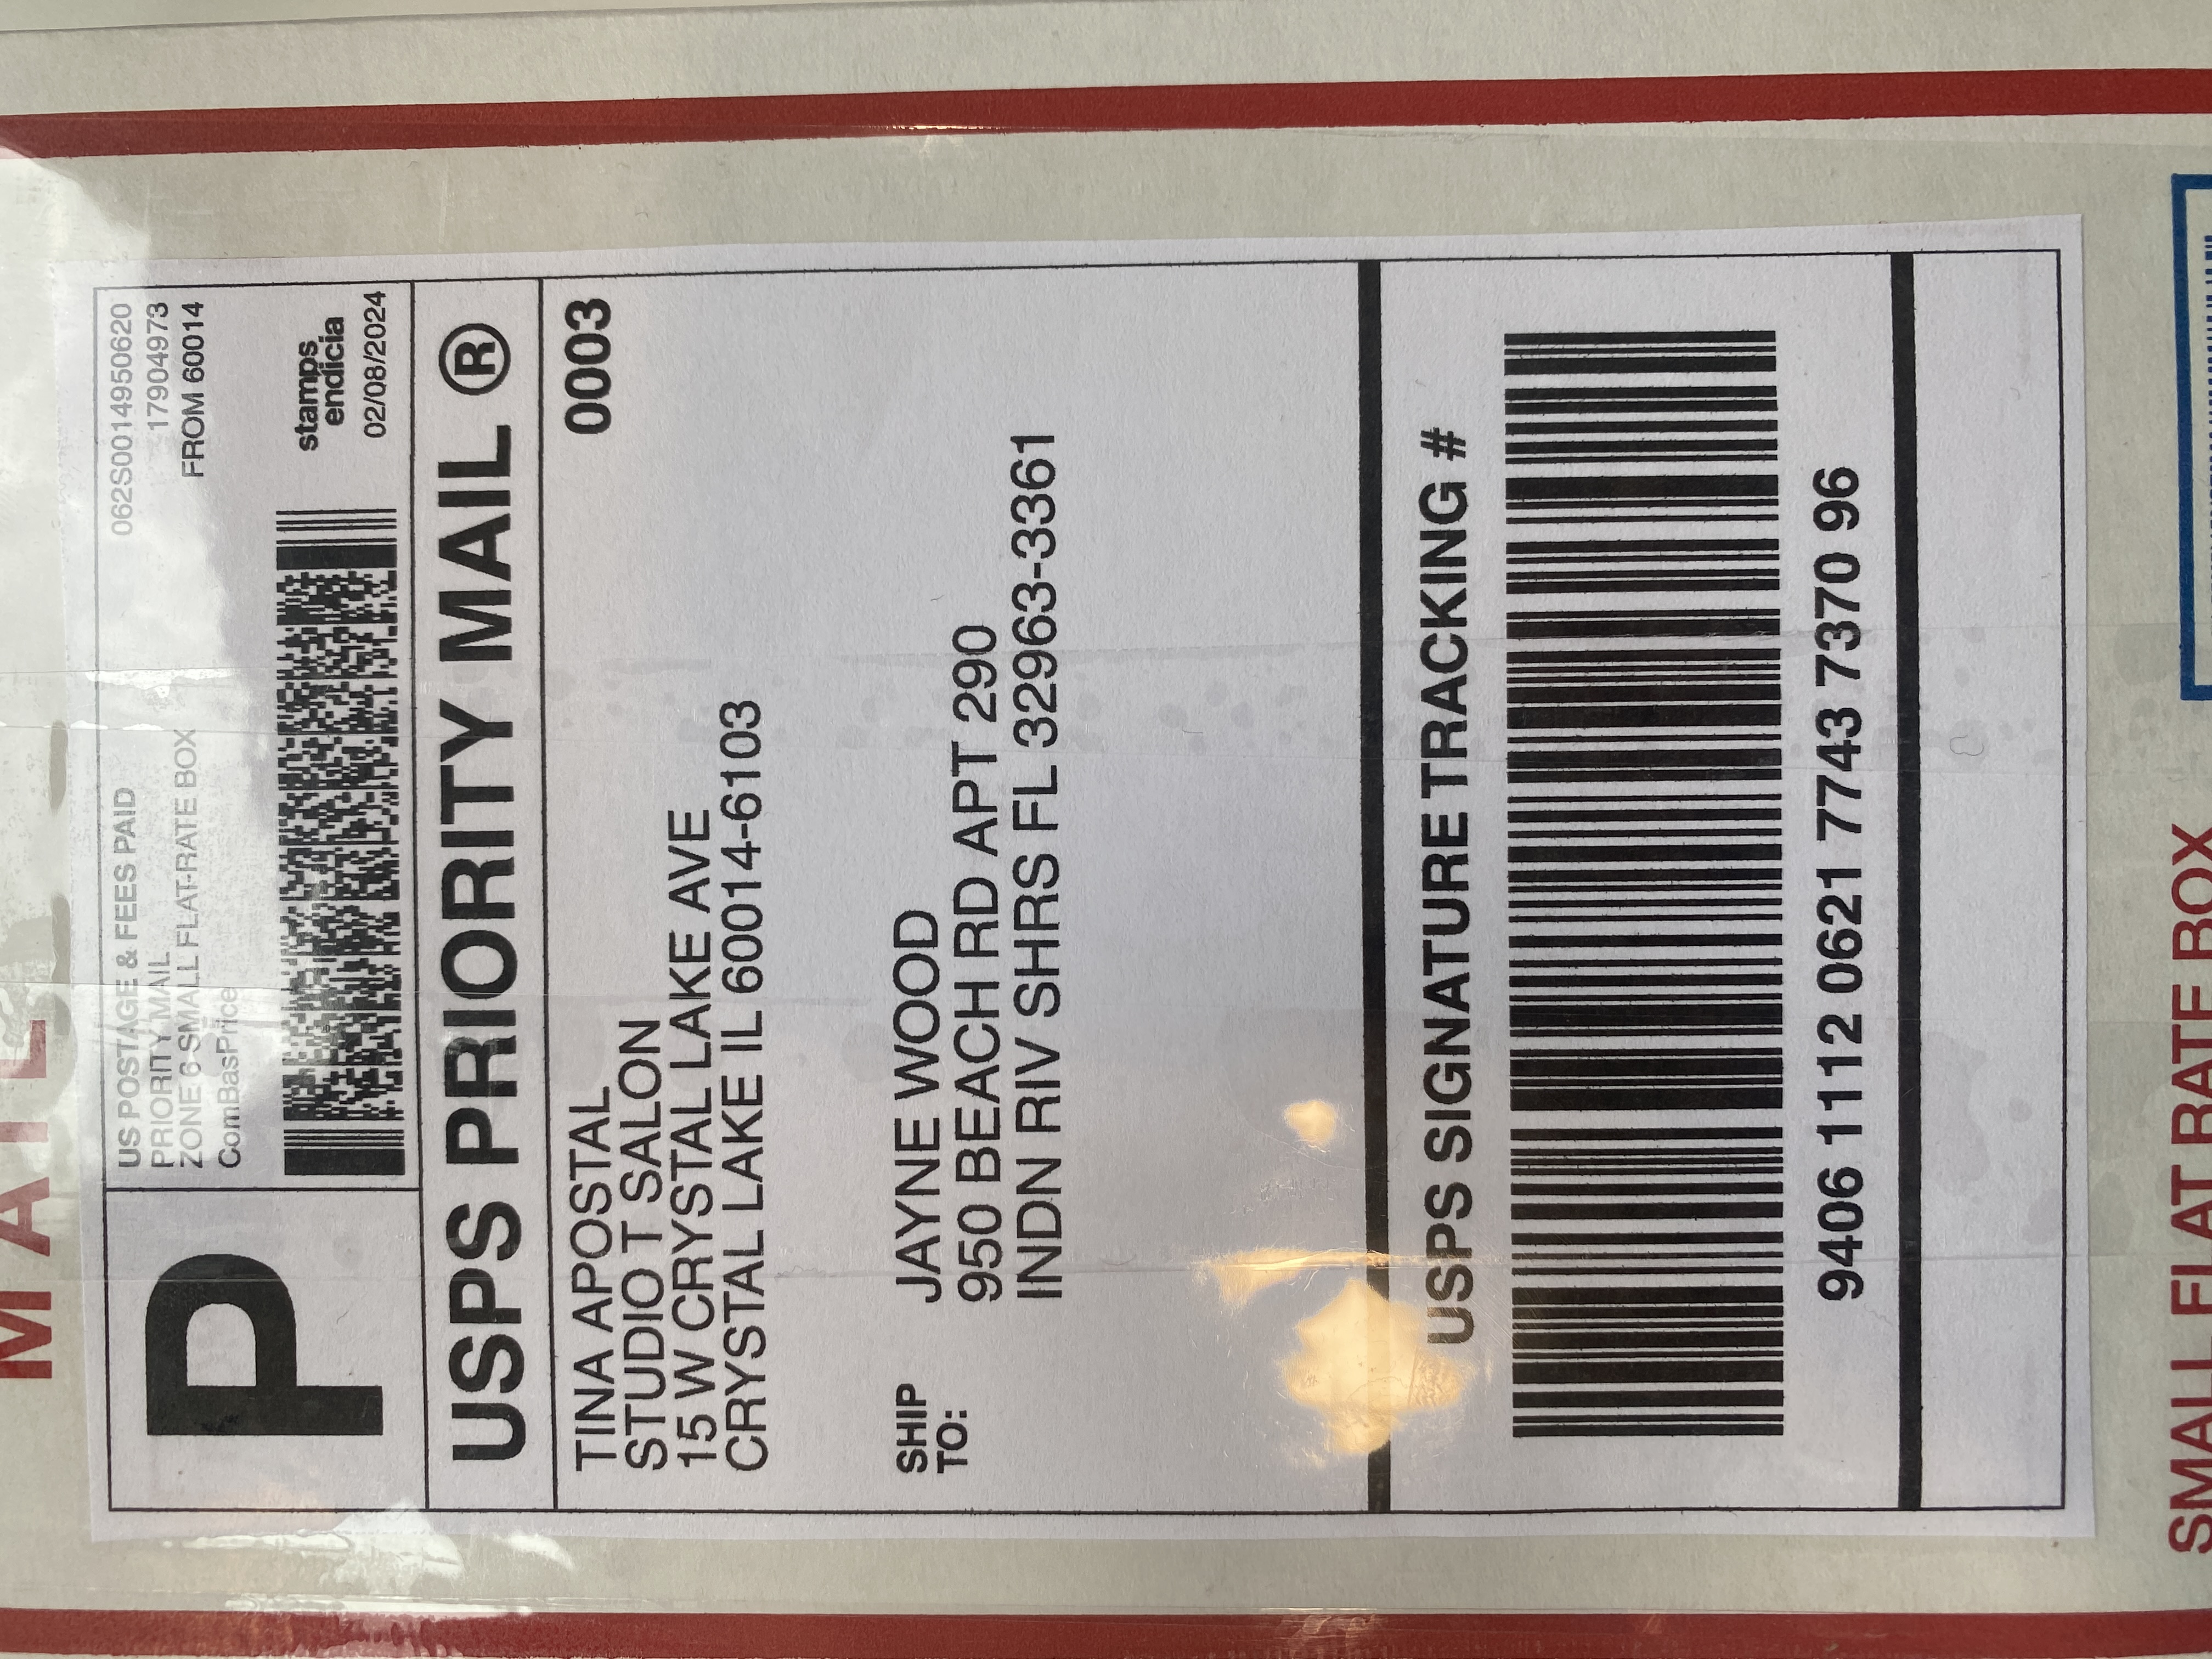 MAIL
P
US POSTAGE & FEES PAID
PRIORITY MAIL
ZONE 6 SMALL FLAT-RATE BOX
ComBasPrice
062S0014950620
17904973
FROM 60014
stamps
endicia
02/08/2024
USPS PRIORITY MAIL ®
TINA APOSTAL
STUDIO T SALON
15 W CRYSTAL LAKE AVE
CRYSTAL LAKE IL 60014-6103
0003
SHIP
TO:
JAYNE WOOD
950 BEACH RD APT 290
INDN RIV SHRS FL 32963-3361
USPS SIGNATURE TRACKING #
9406 1112 0621 7743 7370 96
SMALL FLAT RATE BOX